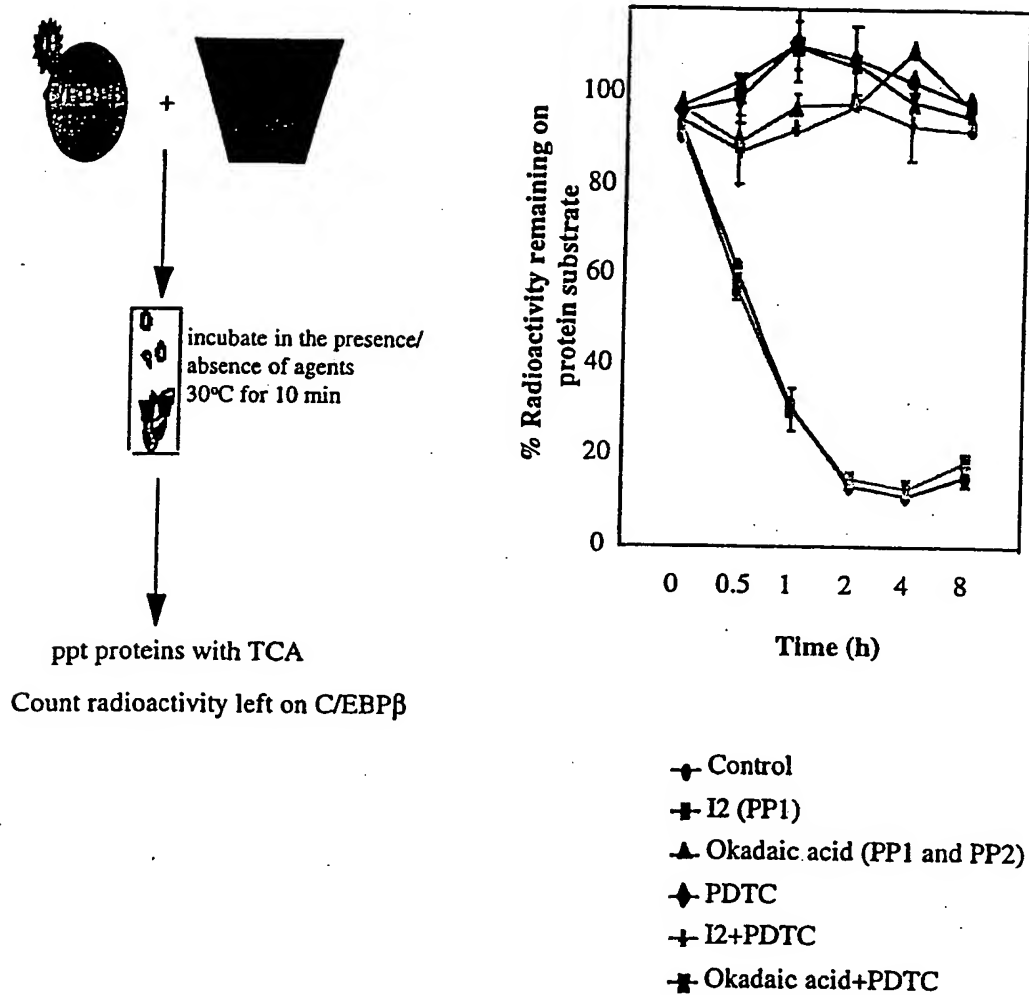 C/EBPβ
+
incubate in the presence/
absence of agents
30ºC for 10 min
ppt proteins with TCA
Count radioactivity left on C/EBPβ
% Radioactivity remaining on
protein substrate
100
80
60
40
20
0
0 0.5 1 2 4 8
Time (h)
Control
I2 (PP1)
Okadaic acid (PP1 and PP2)
PDTC
I2+PDTC
Okadaic acid+PDTC